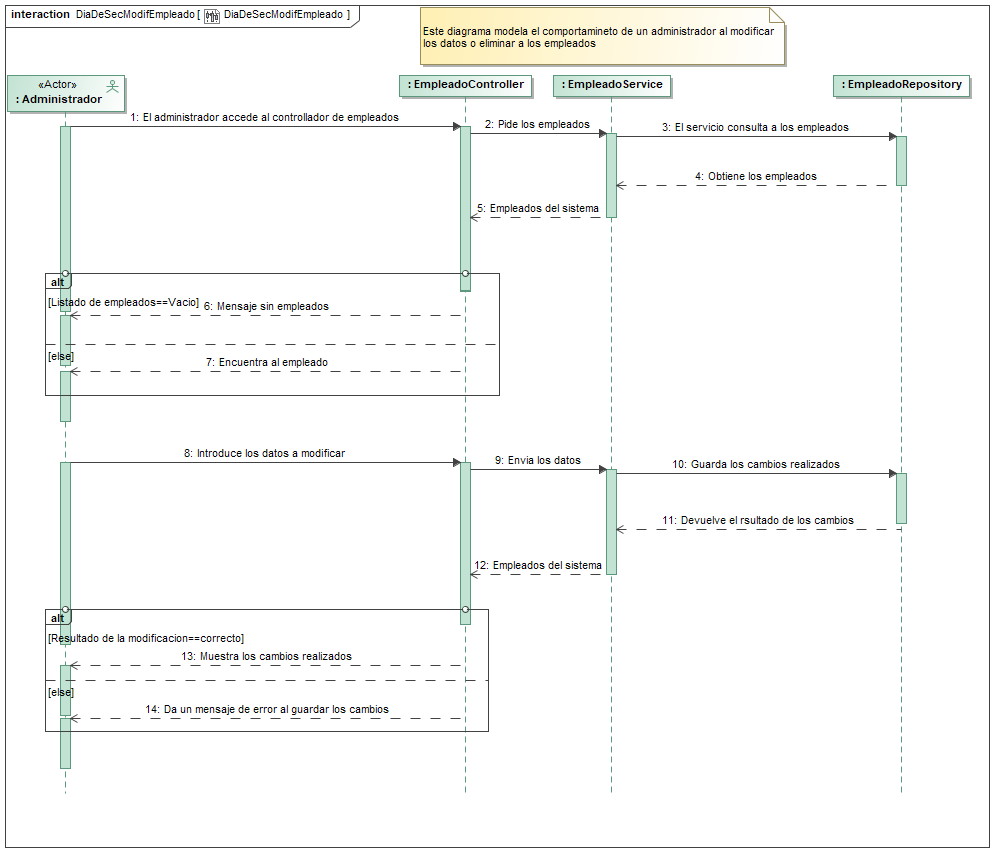 interaction DiaDeSecModifEmpleado [ DiaDeSecModifEmpleado ]
Este diagrama modela el comportamineto de un administrador al modificar
los datos o eliminar a los empleados
«Actor»
: Administrador
: EmpleadoController
: EmpleadoService
: EmpleadoRepository
1: El administrador accede al controllador de empleados
2: Pide los empleados
3: El servicio consulta a los empleados
4: Obtiene los empleados
5: Empleados del sistema
alt
[Listado de empleados==Vacio]
6: Mensaje sin empleados
[else]
7: Encuentra al empleado
8: Introduce los datos a modificar
9: Envia los datos
10: Guarda los cambios realizados
11: Devuelve el rsultado de los cambios
12: Empleados del sistema
alt
[Resultado de la modificacion==correcto]
13: Muestra los cambios realizados
[else]
14: Da un mensaje de error al guardar los cambios